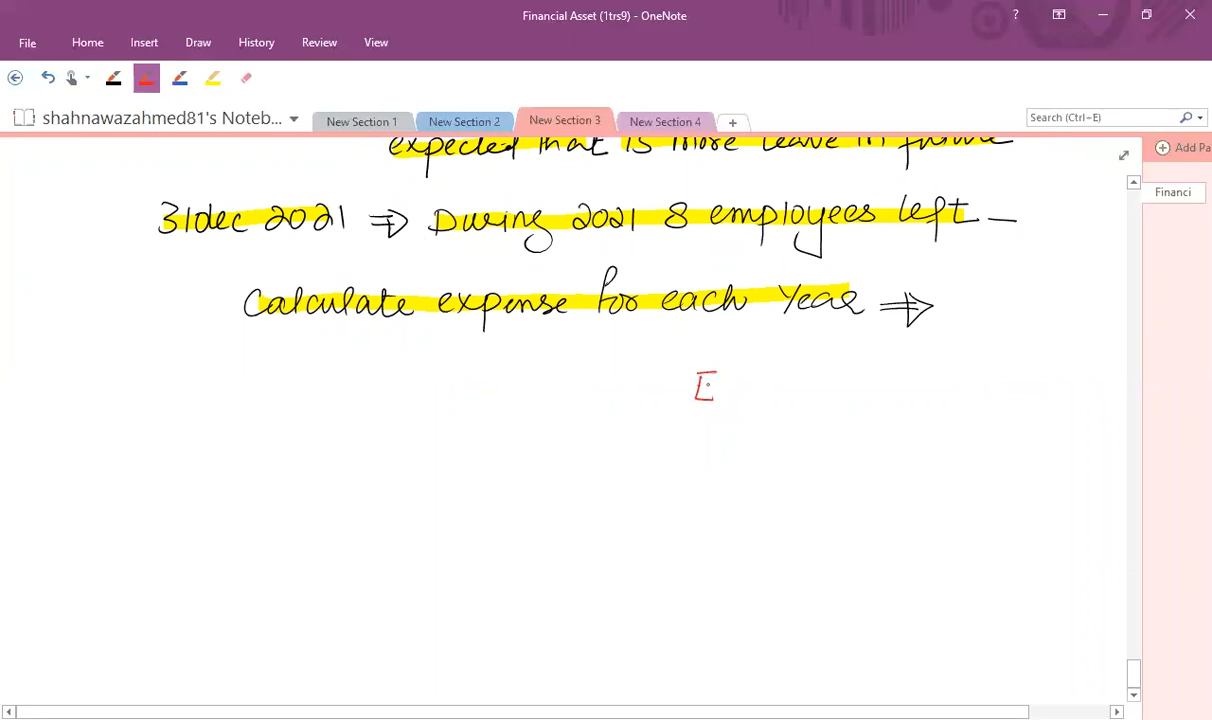 Financial Asset (1trs9) - OneNote
?
File Home Insert Draw History Review View
shahnawazahmed81's Noteb... New Section 1 New Section 2 New Section 3 New Section 4 +
Search (Ctrl+E)
Add Pa
Financi
expected that 15 more leave in future
31dec 2021 ⇒ During 2021 8 employees left —
Calculate expense for each Year ⇒